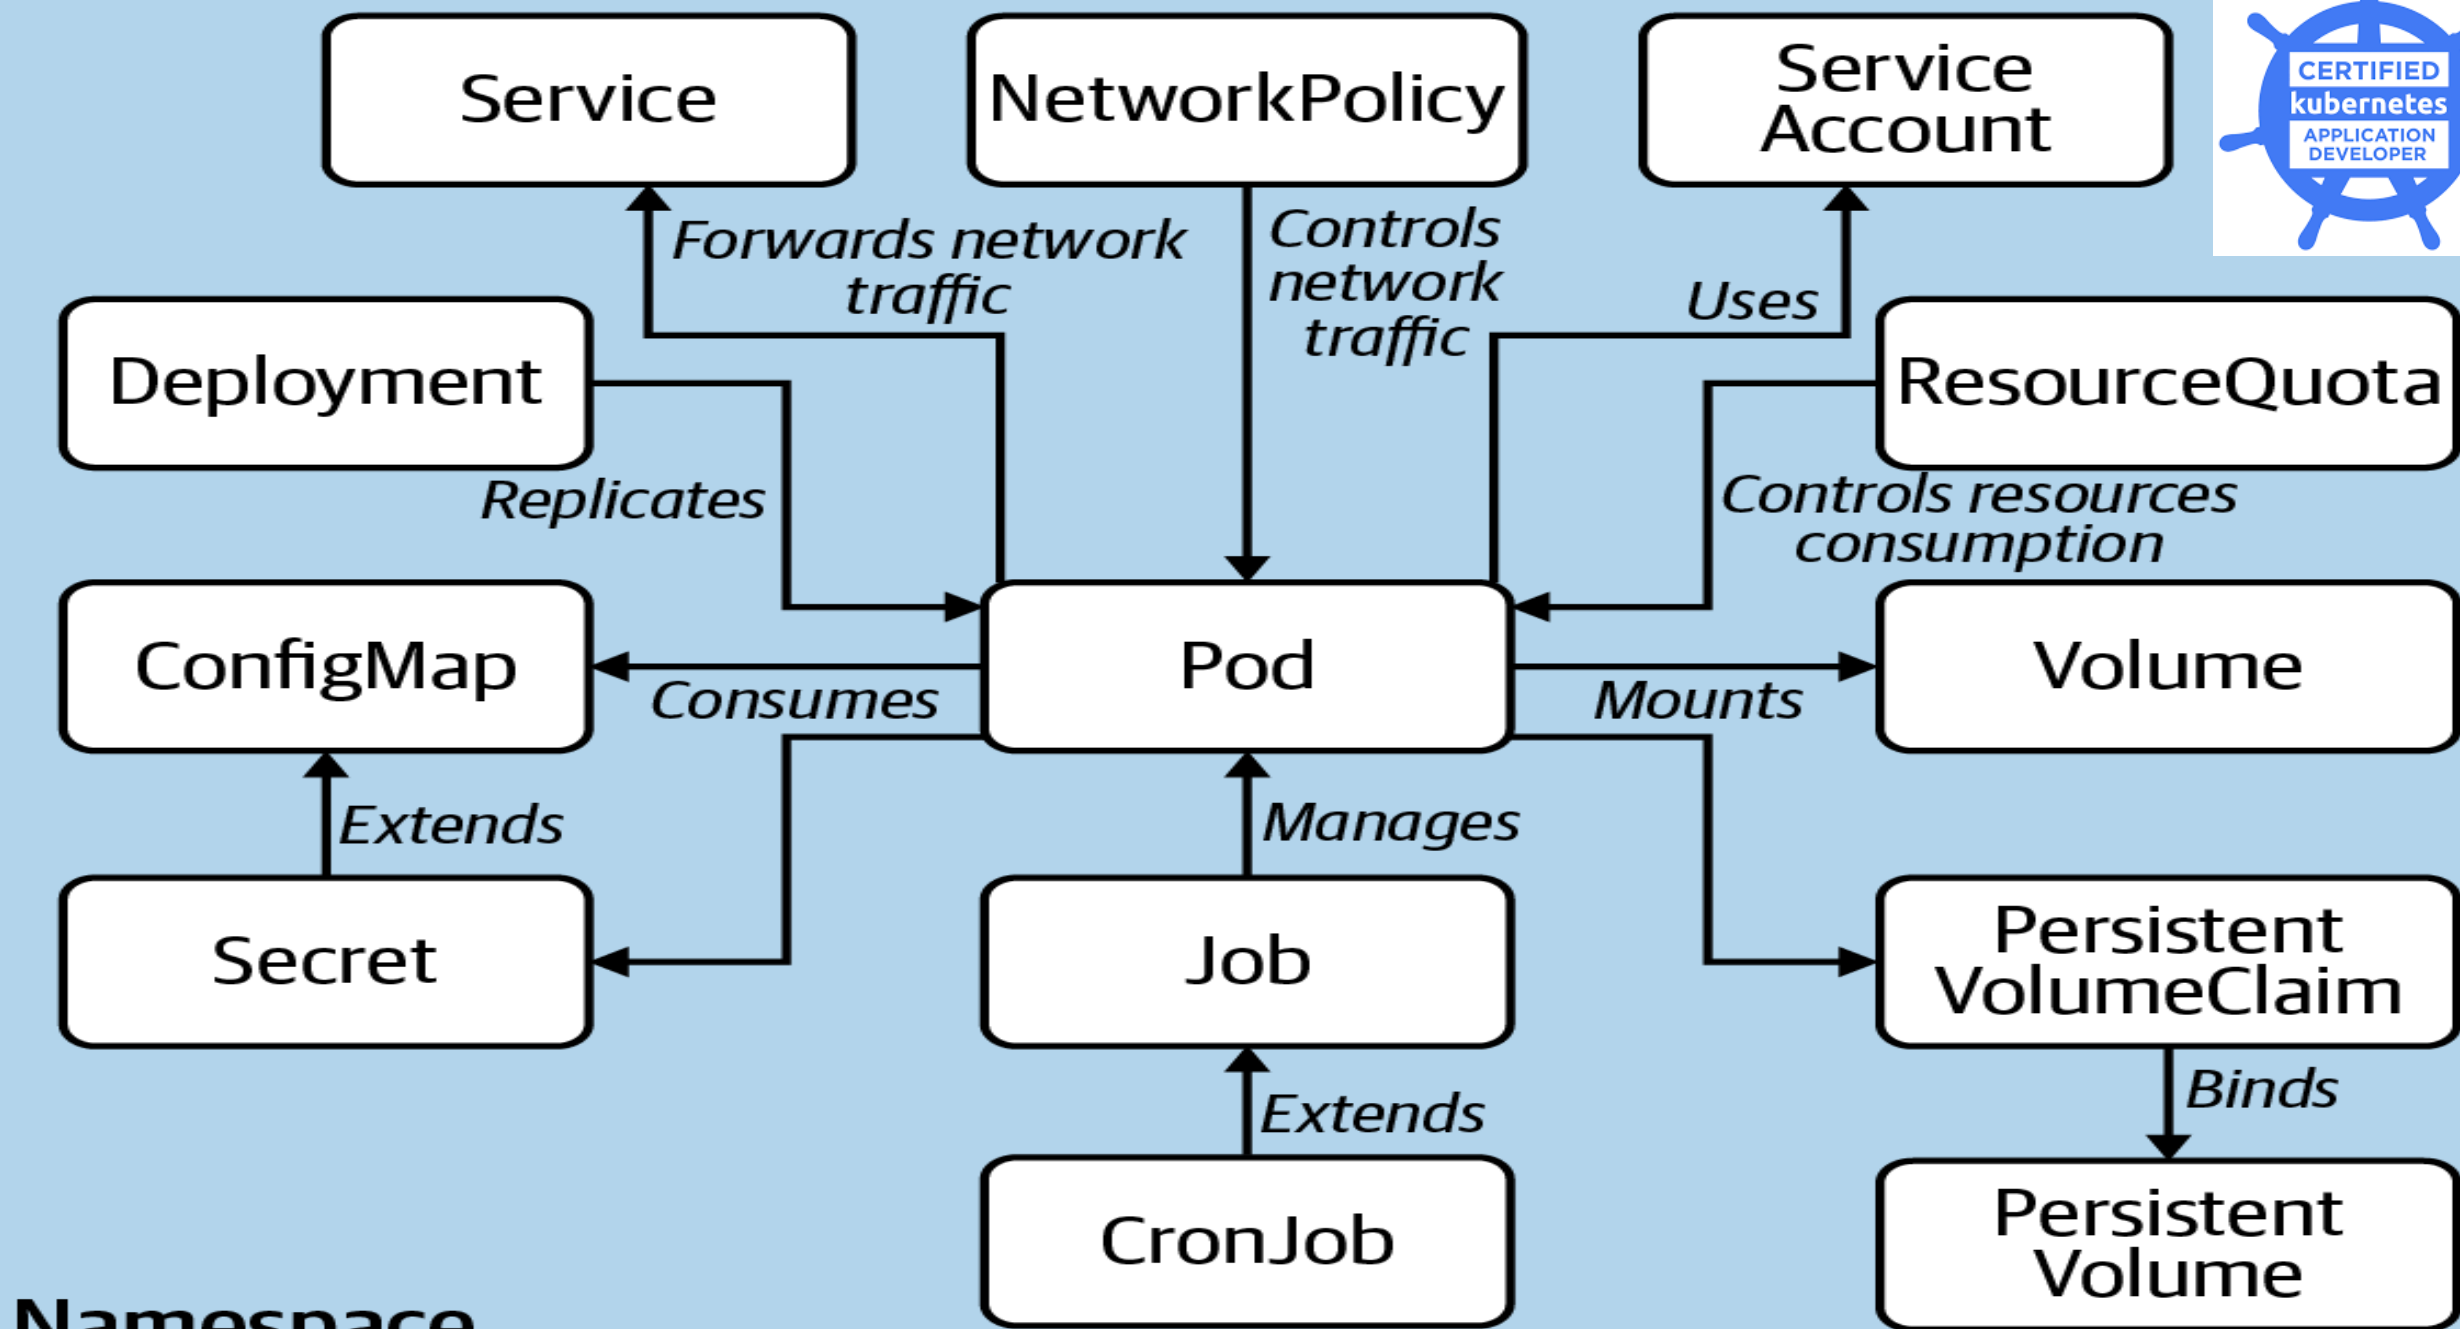 Service
NetworkPolicy
Service
Account
CERTIFIED
kubernetes
APPLICATION
DEVELOPER
Forwards network
traffic
Controls
network
traffic
Uses
Deployment
ResourceQuota
Replicates
Controls resources
consumption
ConfigMap
Pod
Volume
Consumes
Mounts
Extends
Manages
Secret
Job
Persistent
VolumeClaim
Extends
Binds
CronJob
Persistent
Volume
Namespace